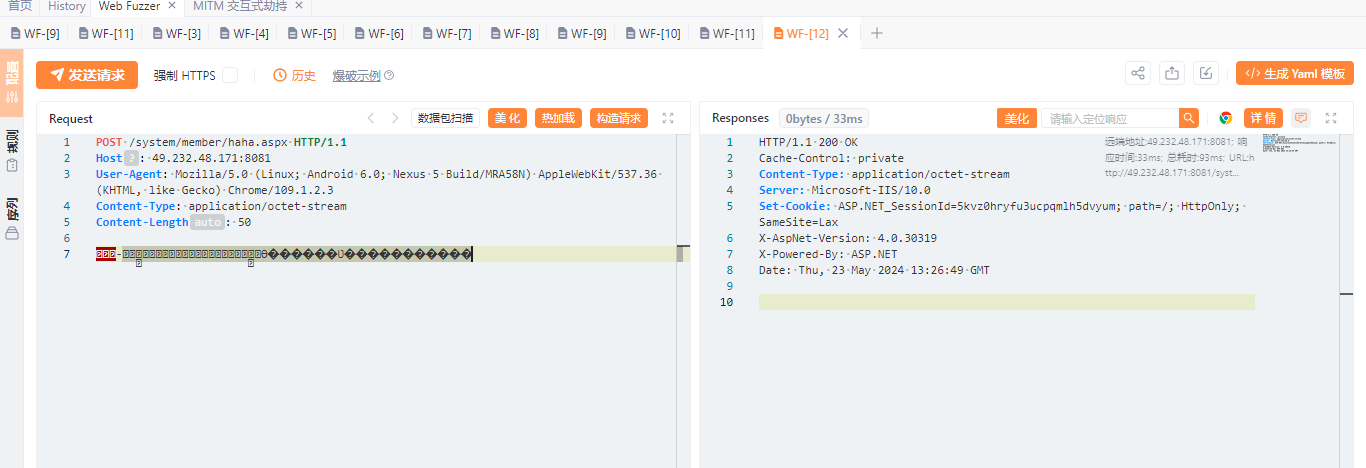 首页 History Web Fuzzer × MITM 交互式劫持 ×
WF-[9] WF-[11] WF-[3] WF-[4] WF-[5] WF-[6] WF-[7] WF-[8] WF-[9] WF-[10] WF-[11] WF-[12] × +
配置
规则
序列
发送请求 强制 HTTPS 历史 爆破示例 ? </> 生成 Yaml 模板
Request 数据包扫描 美化 热加载 构造请求
1 POST /system/member/haha.aspx HTTP/1.1
2 Host ? : 49.232.48.171:8081
3 User-Agent: Mozilla/5.0 (Linux; Android 6.0; Nexus 5 Build/MRA58N) AppleWebKit/537.36
(KHTML, like Gecko) Chrome/109.1.2.3
4 Content-Type: application/octet-stream
5 Content-Length auto : 50
6
7
Responses 0bytes / 33ms 美化 请输入定位响应 详情
1 HTTP/1.1 200 OK
2 Cache-Control: private
3 Content-Type: application/octet-stream
4 Server: Microsoft-IIS/10.0
5 Set-Cookie: ASP.NET_SessionId=5kvz0hryfu3ucpqmlh5dvyum; path=/; HttpOnly;
SameSite=Lax
6 X-AspNet-Version: 4.0.30319
7 X-Powered-By: ASP.NET
8 Date: Thu, 23 May 2024 13:26:49 GMT
9
10
远端地址:49.232.48.171:8081; 响
应时间:33ms; 总耗时:93ms; URL:h
ttp://49.232.48.171:8081/syst...